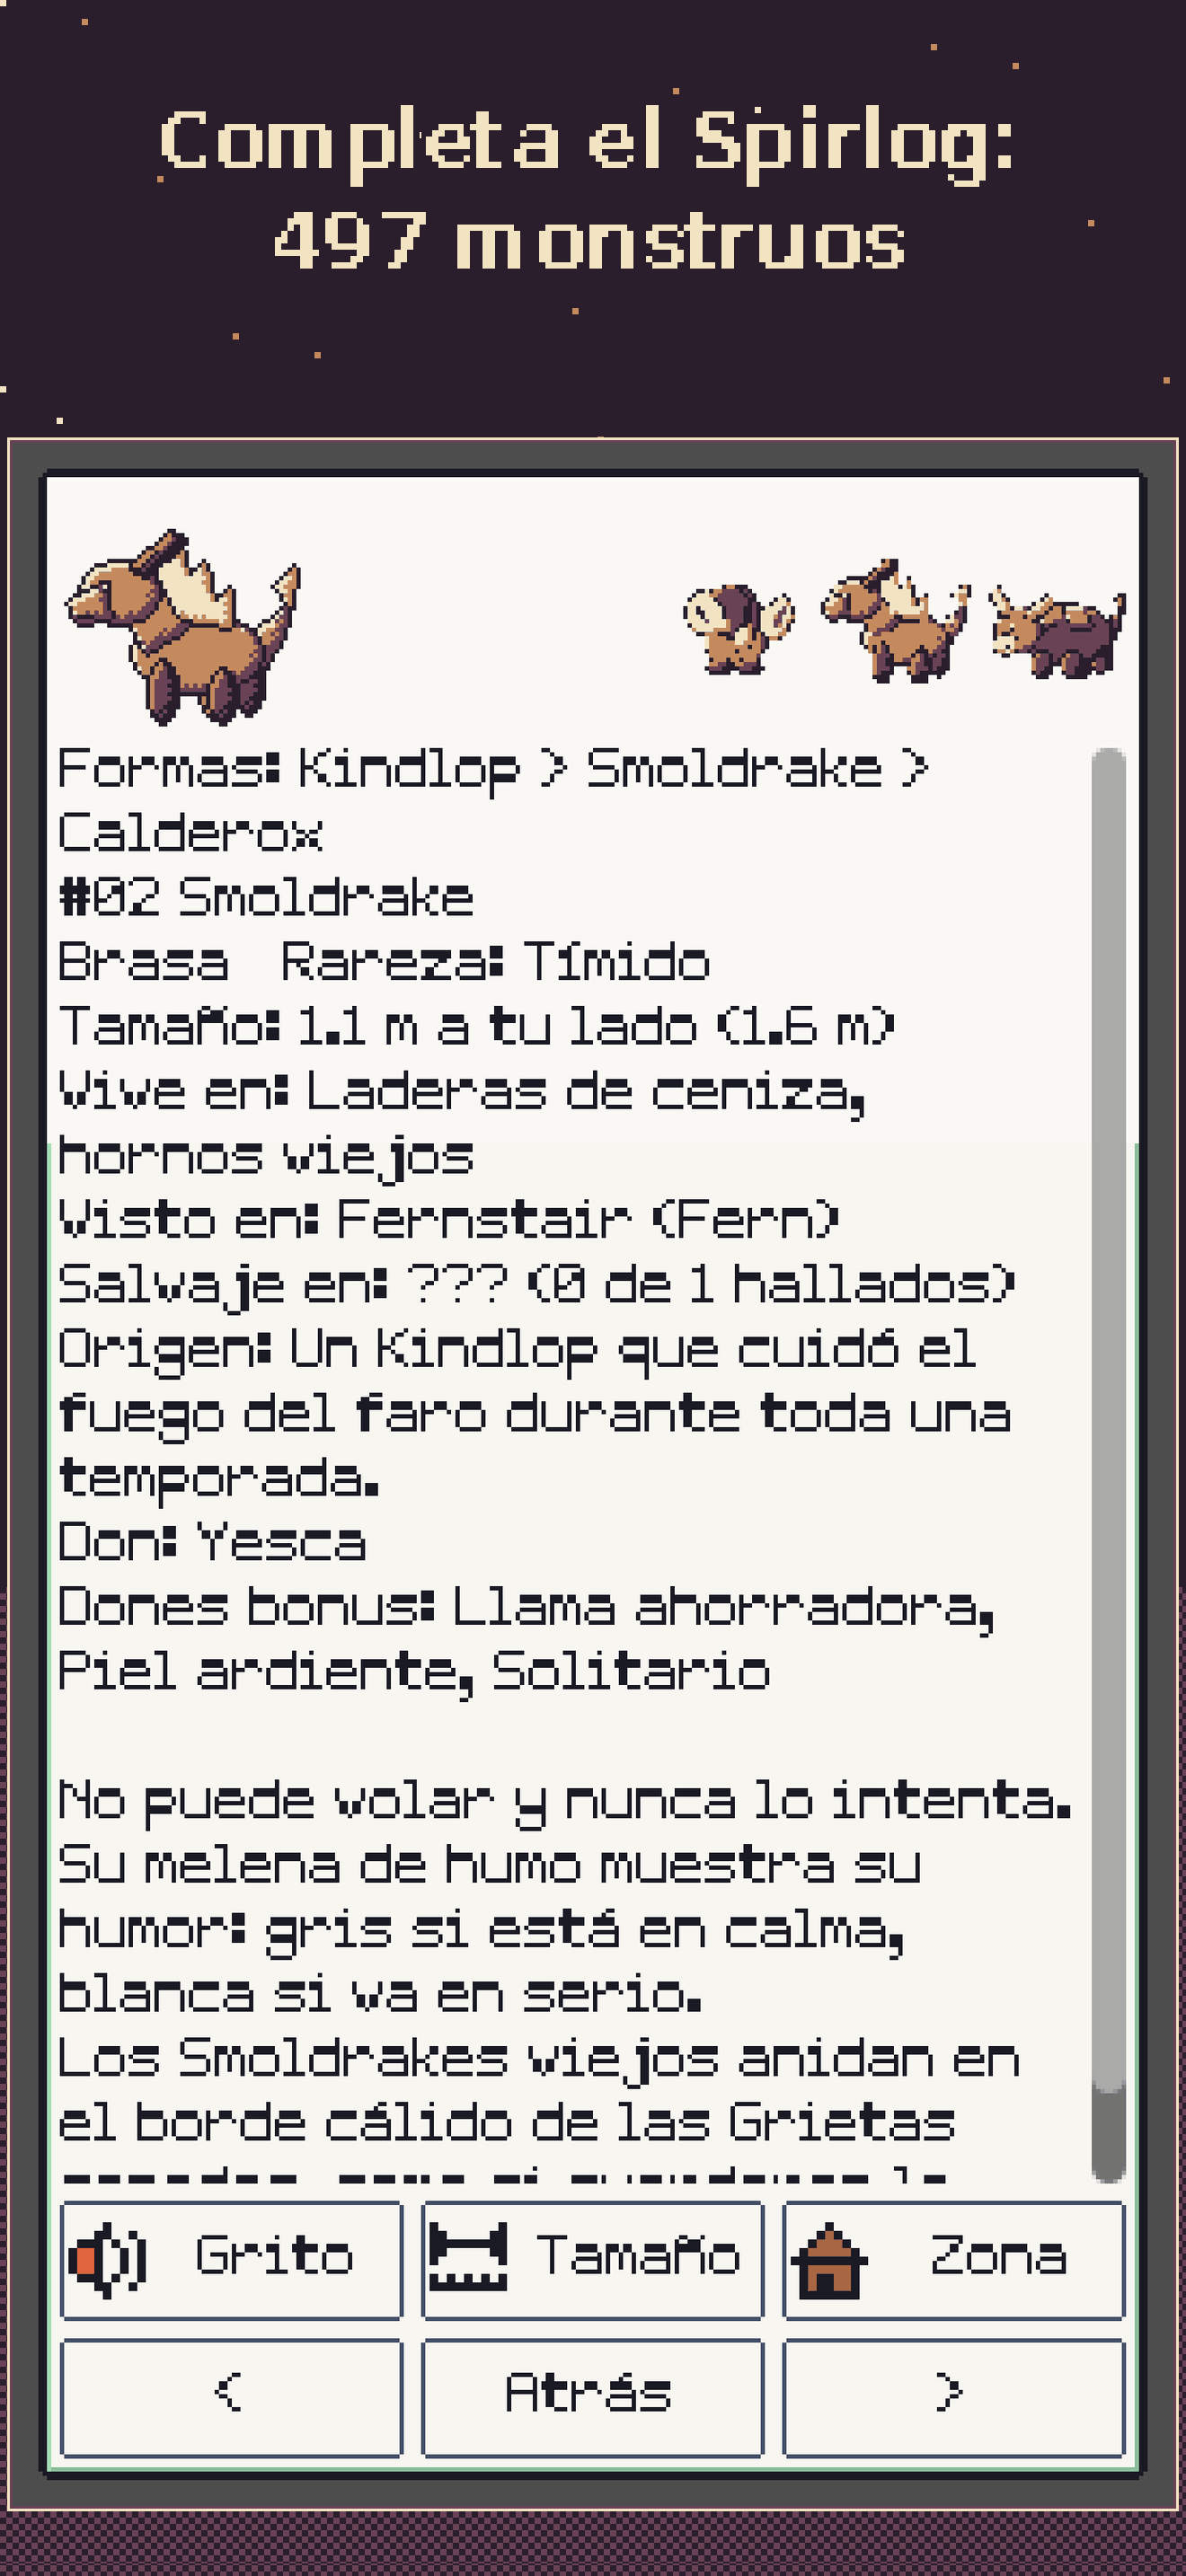 Completa el Spirlog:
497 monstruos
Formas: Kindlop > Smoldrake >
Calderox
#02 Smoldrake
Brasa Rareza: Tímido
Tamaño: 1.1 m a tu lado (1.6 m)
Vive en: Laderas de ceniza,
hornos viejos
Visto en: Fernstair (Fern)
Salvaje en: ??? (0 de 1 hallados)
Origen: Un Kindlop que cuidó el
fuego del faro durante toda una
temporada.
Don: Yesca
Dones bonus: Llama ahorradora,
Piel ardiente, Solitario
No puede volar y nunca lo intenta.
Su melena de humo muestra su
humor: gris si está en calma,
blanca si va en serio.
Los Smoldrakes viejos anidan en
el borde cálido de las Grietas
Grito
Tamaño
Zona
<
Atrás
>